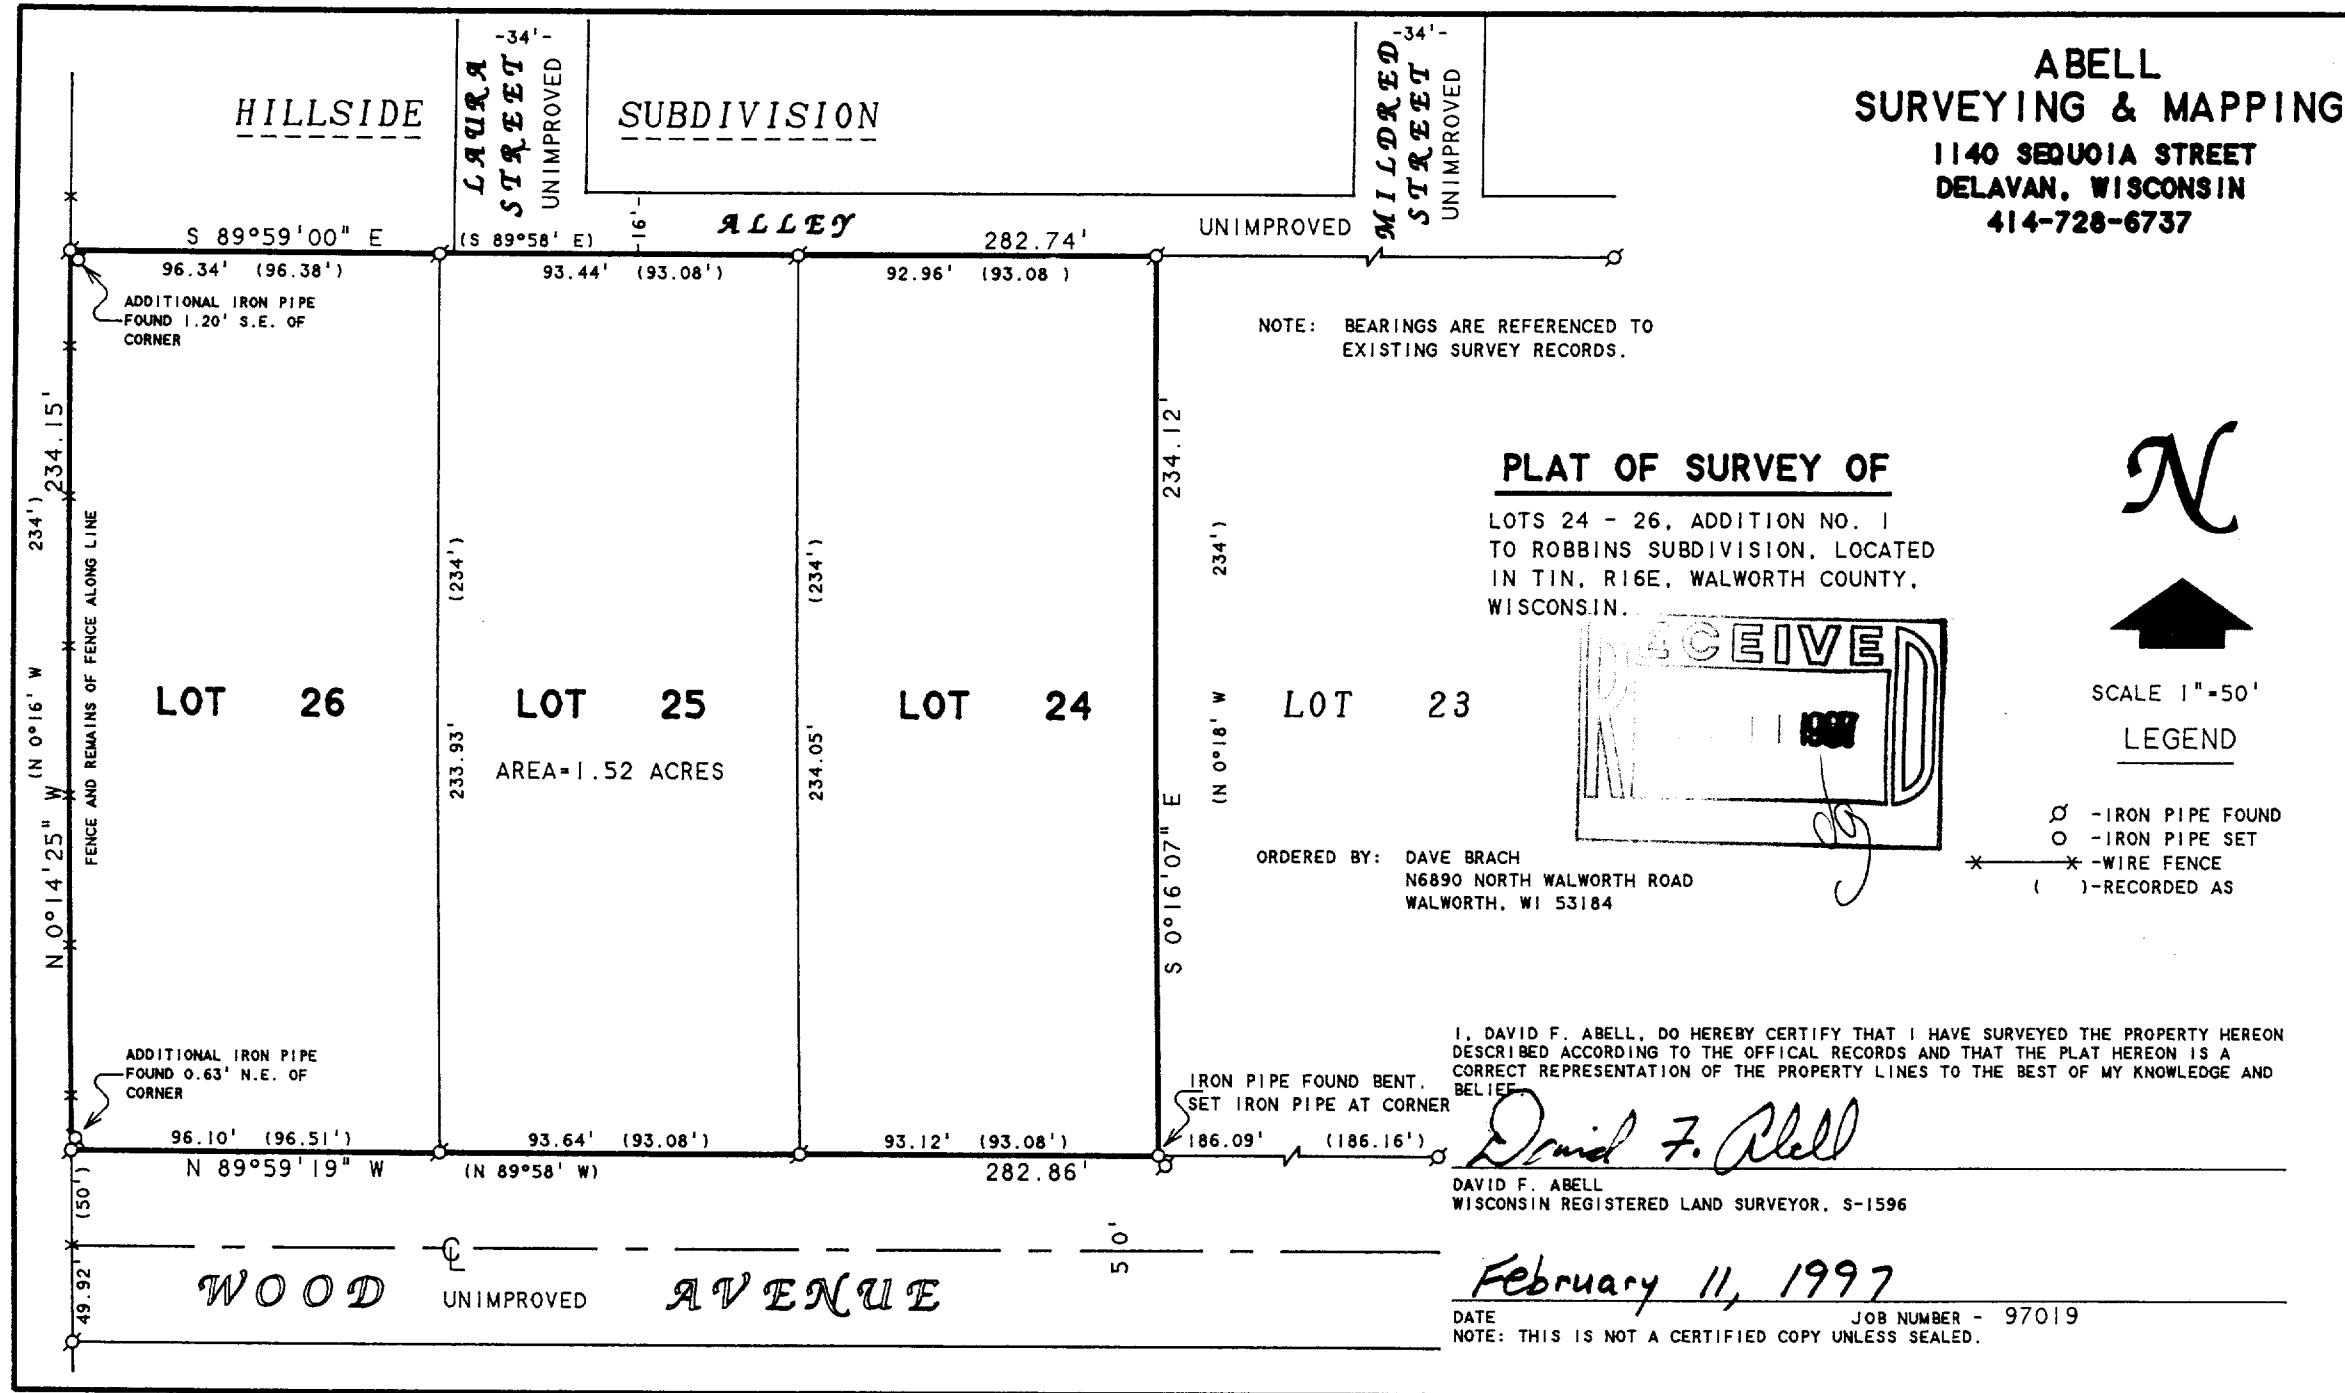 -34'-
LAURA
STREET
UNIMPROVED
HILLSIDE
SUBDIVISION
-34'-
MILDRED
STREET
UNIMPROVED
ABELL
SURVEYING & MAPPING
1140 SEQUOIA STREET
DELAVAN, WISCONSIN
414-728-6737
16'
ALLEY
UNIMPROVED
S 89°59'00" E
(S 89°58' E)
282.74'
96.34' (96.38')
93.44' (93.08')
92.96' (93.08 )
ADDITIONAL IRON PIPE
FOUND 1.20' S.E. OF
CORNER
NOTE: BEARINGS ARE REFERENCED TO
EXISTING SURVEY RECORDS.
234.15'
234')
(N 0°16' W
N 0°14'25" W
FENCE AND REMAINS OF FENCE ALONG LINE
(234')
233.93'
(234')
234.05'
234.12'
234')
(N 0°18' W
S 0°16'07" E
LOT 26
LOT 25
AREA=1.52 ACRES
LOT 24
LOT 23
PLAT OF SURVEY OF
LOTS 24 - 26, ADDITION NO. 1
TO ROBBINS SUBDIVISION, LOCATED
IN T1N, R16E, WALWORTH COUNTY,
WISCONSIN.
RECEIVED
11 1997
N
SCALE 1"=50'
LEGEND
-IRON PIPE FOUND
-IRON PIPE SET
-WIRE FENCE
( )-RECORDED AS
ORDERED BY: DAVE BRACH
N6890 NORTH WALWORTH ROAD
WALWORTH, WI 53184
ADDITIONAL IRON PIPE
FOUND 0.63' N.E. OF
CORNER
IRON PIPE FOUND BENT.
SET IRON PIPE AT CORNER
96.10' (96.51')
93.64' (93.08')
93.12' (93.08')
186.09' (186.16')
N 89°59'19" W
(N 89°58' W)
282.86'
(50')
49.92'
50'
CL
WOOD AVENUE
UNIMPROVED
I, DAVID F. ABELL, DO HEREBY CERTIFY THAT I HAVE SURVEYED THE PROPERTY HEREON
DESCRIBED ACCORDING TO THE OFFICAL RECORDS AND THAT THE PLAT HEREON IS A
CORRECT REPRESENTATION OF THE PROPERTY LINES TO THE BEST OF MY KNOWLEDGE AND
BELIEF.
David F. Abell
DAVID F. ABELL
WISCONSIN REGISTERED LAND SURVEYOR, S-1596
February 11, 1997
DATE
JOB NUMBER - 97019
NOTE: THIS IS NOT A CERTIFIED COPY UNLESS SEALED.